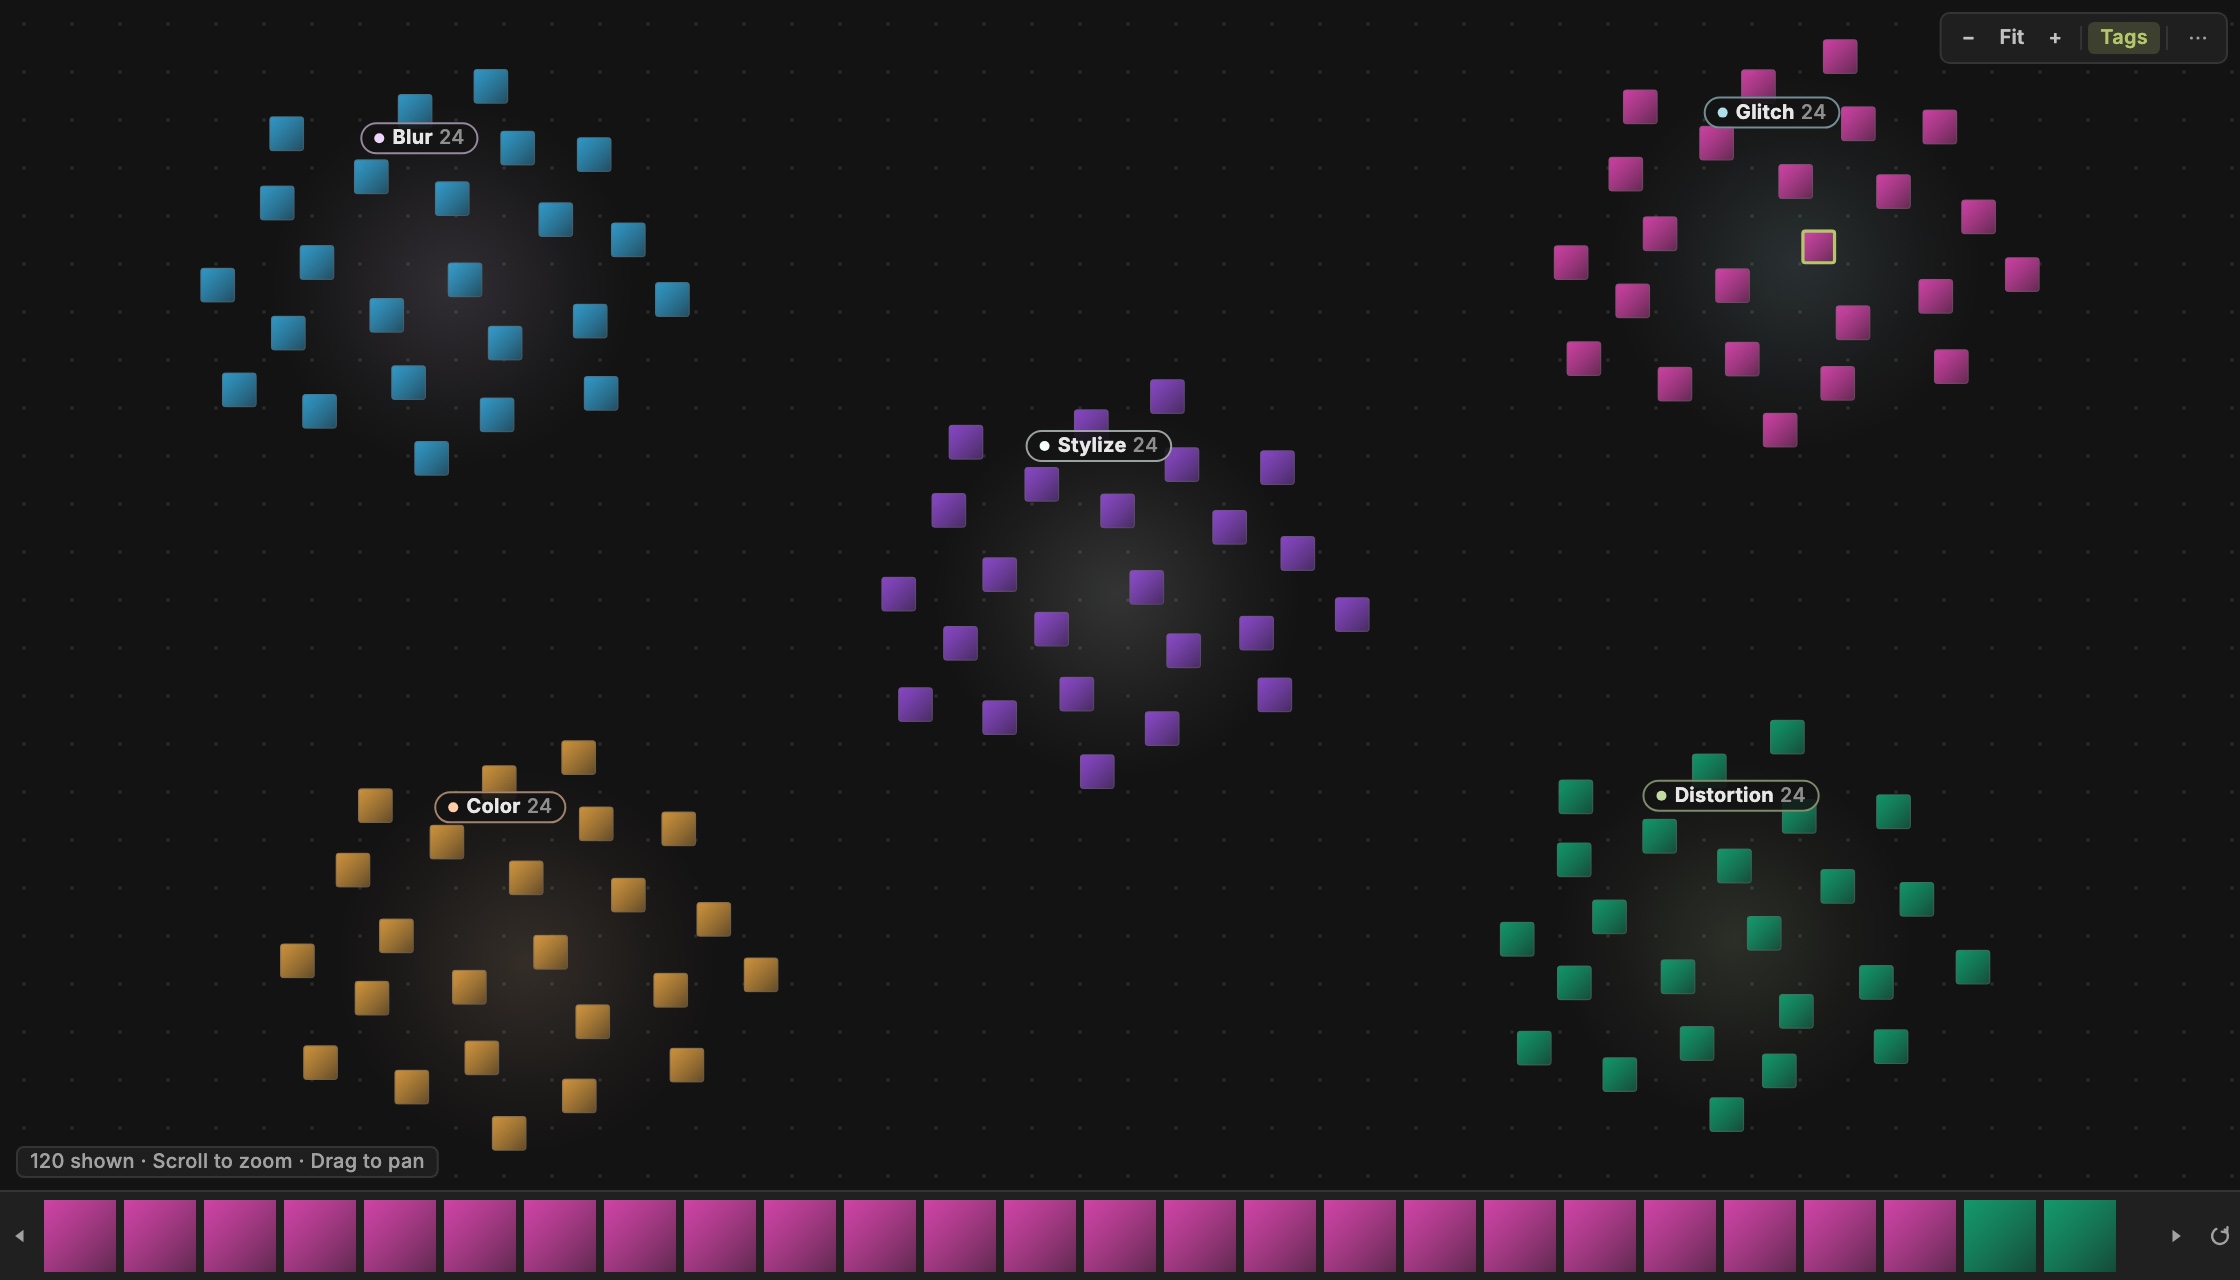 − Fit + Tags ···
Glitch 24
Blur 24
Stylize 24
Distortion 24
Color 24
120 shown · Scroll to zoom · Drag to pan